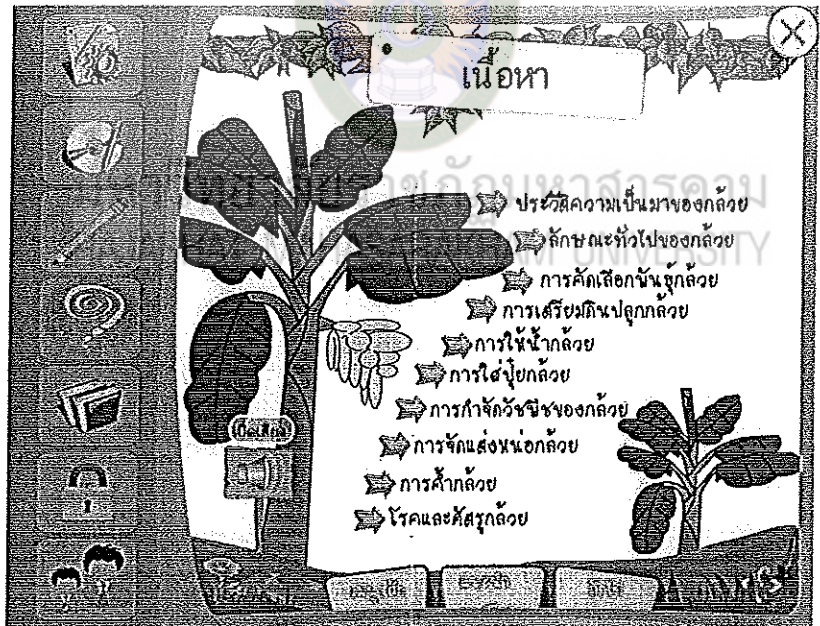 เนื้อหา
ประวัติความเป็นมาของกล้วย
ลักษณะทั่วไปของกล้วย
การคัดเลือกพันธุ์กล้วย
การเตรียมดินปลูกกล้วย
การให้น้ำกล้วย
การใส่ปุ๋ยกล้วย
การกำจัดวัชพืชของกล้วย
การจัดแต่งหน่อกล้วย
การค้ำกล้วย
โรคและศัตรูกล้วย